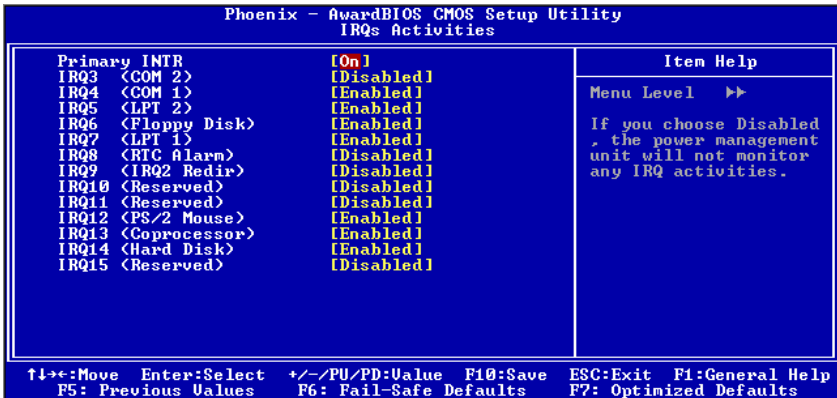 Phoenix - AwardBIOS CMOS Setup Utility
IRQs Activities
Primary INTR [On]
IRQ3 (COM 2) [Disabled]
IRQ4 (COM 1) [Enabled]
IRQ5 (LPT 2) [Enabled]
IRQ6 (Floppy Disk) [Enabled]
IRQ7 (LPT 1) [Enabled]
IRQ8 (RTC Alarm) [Disabled]
IRQ9 (IRQ2 Redir) [Disabled]
IRQ10 (Reserved) [Disabled]
IRQ11 (Reserved) [Disabled]
IRQ12 (PS/2 Mouse) [Enabled]
IRQ13 (Coprocessor) [Enabled]
IRQ14 (Hard Disk) [Enabled]
IRQ15 (Reserved) [Disabled]
Item Help
Menu Level ►►
If you choose Disabled
, the power management
unit will not monitor
any IRQ activities.
↑↓→←:Move Enter:Select +/-/PU/PD:Value F10:Save ESC:Exit F1:General Help
F5: Previous Values F6: Fail-Safe Defaults F7: Optimized Defaults